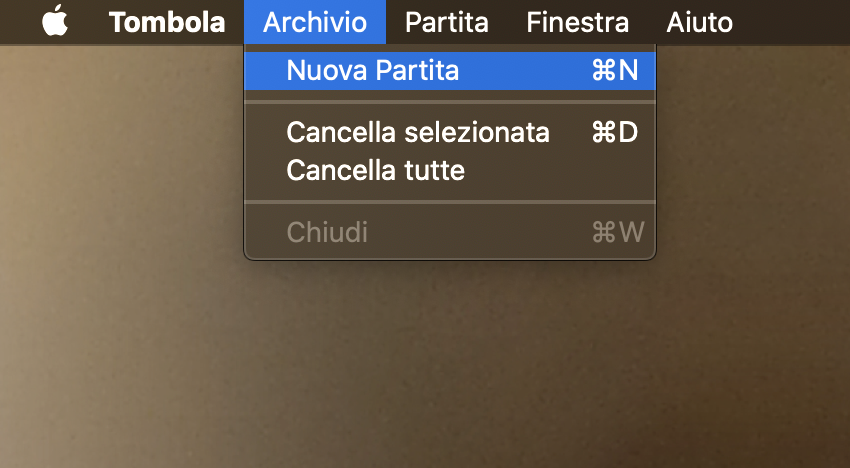 Tombola Archivio Partita Finestra Aiuto
Nuova Partita ⌘N
Cancella selezionata ⌘D
Cancella tutte
Chiudi ⌘W